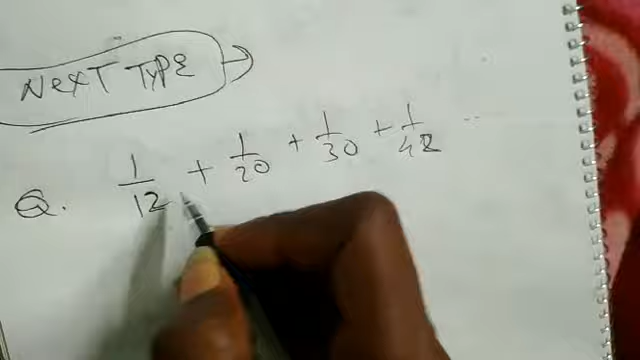 NEXT TYPE
Q. 1/12 + 1/20 + 1/30 + 1/42 ..